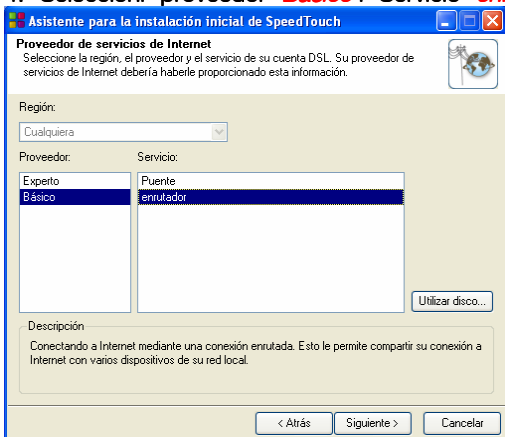 Asistente para la instalación inicial de SpeedTouch
Proveedor de servicios de Internet
Seleccione la región, el proveedor y el servicio de su cuenta DSL. Su proveedor de
servicios de Internet debería haberle proporcionado esta información.
Región:
Cualquiera
Proveedor: Servicio:
Experto Puente
Básico enrutador
Utilizar disco...
Descripción
Conectando a Internet mediante una conexión enrutada. Esto le permite compartir su conexión a
Internet con varios dispositivos de su red local.
< Atrás Siguiente > Cancelar